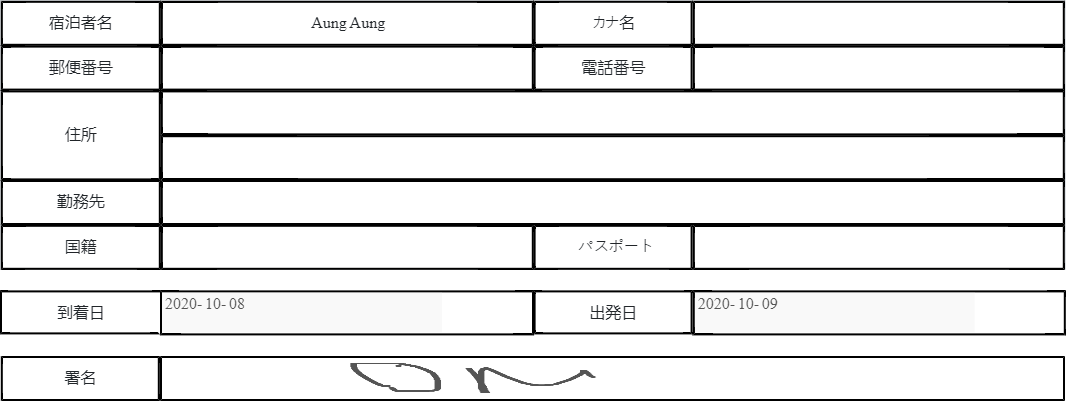 宿泊者名 Aung Aung カナ名
郵便番号 電話番号
住所
勤務先
国籍 パスポート
到着日 2020-10-08 出発日 2020-10-09
署名